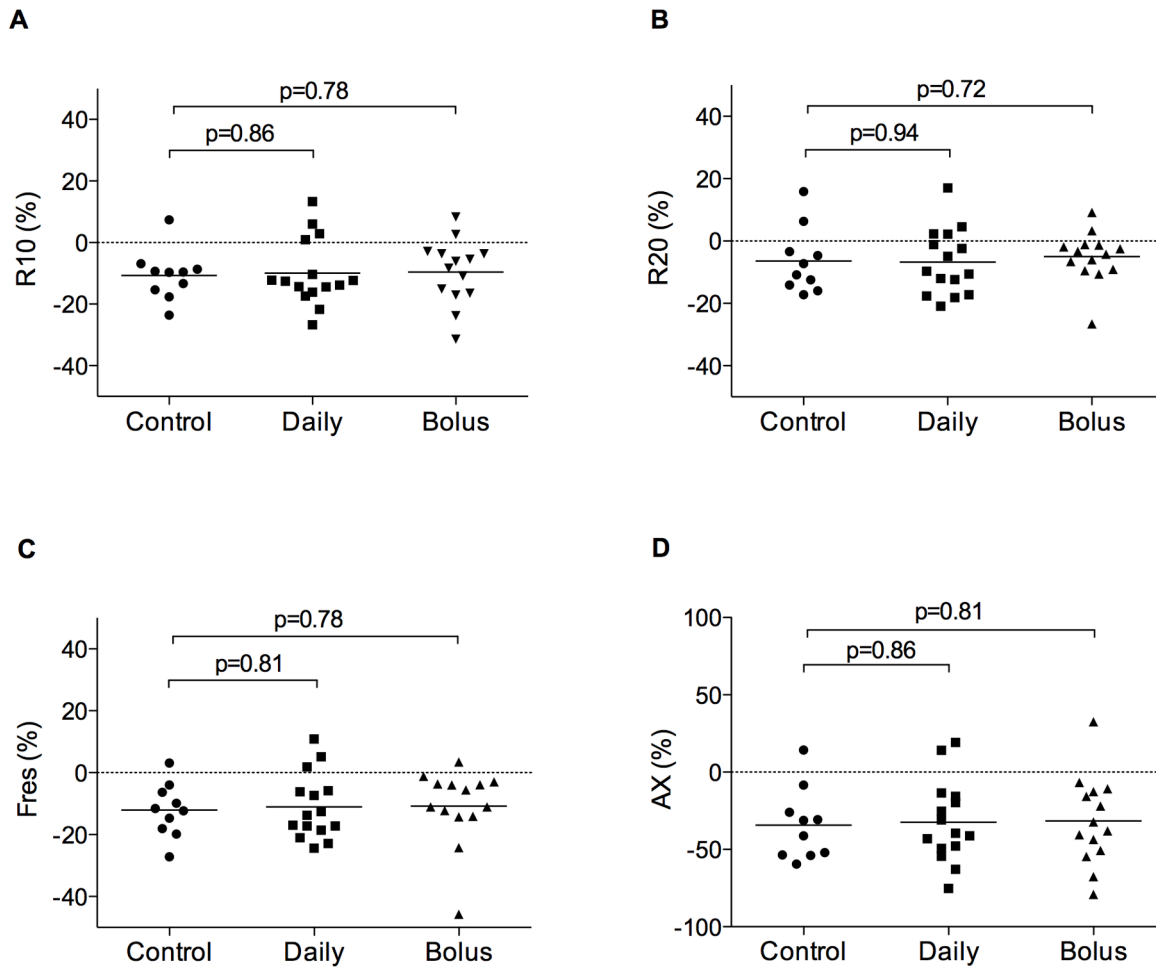 A
p=0.78
p=0.86
40
20
0
-20
-40
R10 (%)
Control Daily Bolus
B
p=0.72
p=0.94
40
20
0
-20
-40
R20 (%)
Control Daily Bolus
C
p=0.78
p=0.81
40
20
0
-20
-40
Fres (%)
Control Daily Bolus
D
p=0.81
p=0.86
100
50
0
-50
-100
AX (%)
Control Daily Bolus